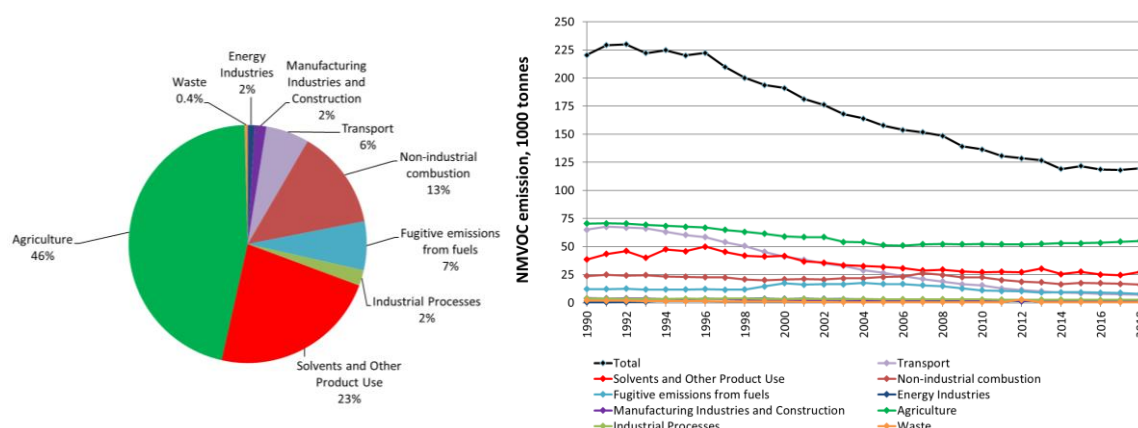 Energy
Industries
2%
Manufacturing
Industries and
Construction
2%
Waste
0.4%
Transport
6%
Non-industrial
combustion
13%
Agriculture
46%
Fugitive emissions
from fuels
7%
Industrial Processes
2%
Solvents and Other
Product Use
23%
NMVOC emission, 1000 tonnes
250
225
200
175
150
125
100
75
50
25
0
1990
1992
1994
1996
1998
2000
2002
2004
2006
2008
2010
2012
2014
2016
Total
Transport
Solvents and Other Product Use
Non-industrial combustion
Fugitive emissions from fuels
Energy Industries
Manufacturing Industries and Construction
Agriculture
Industrial Processes
Waste